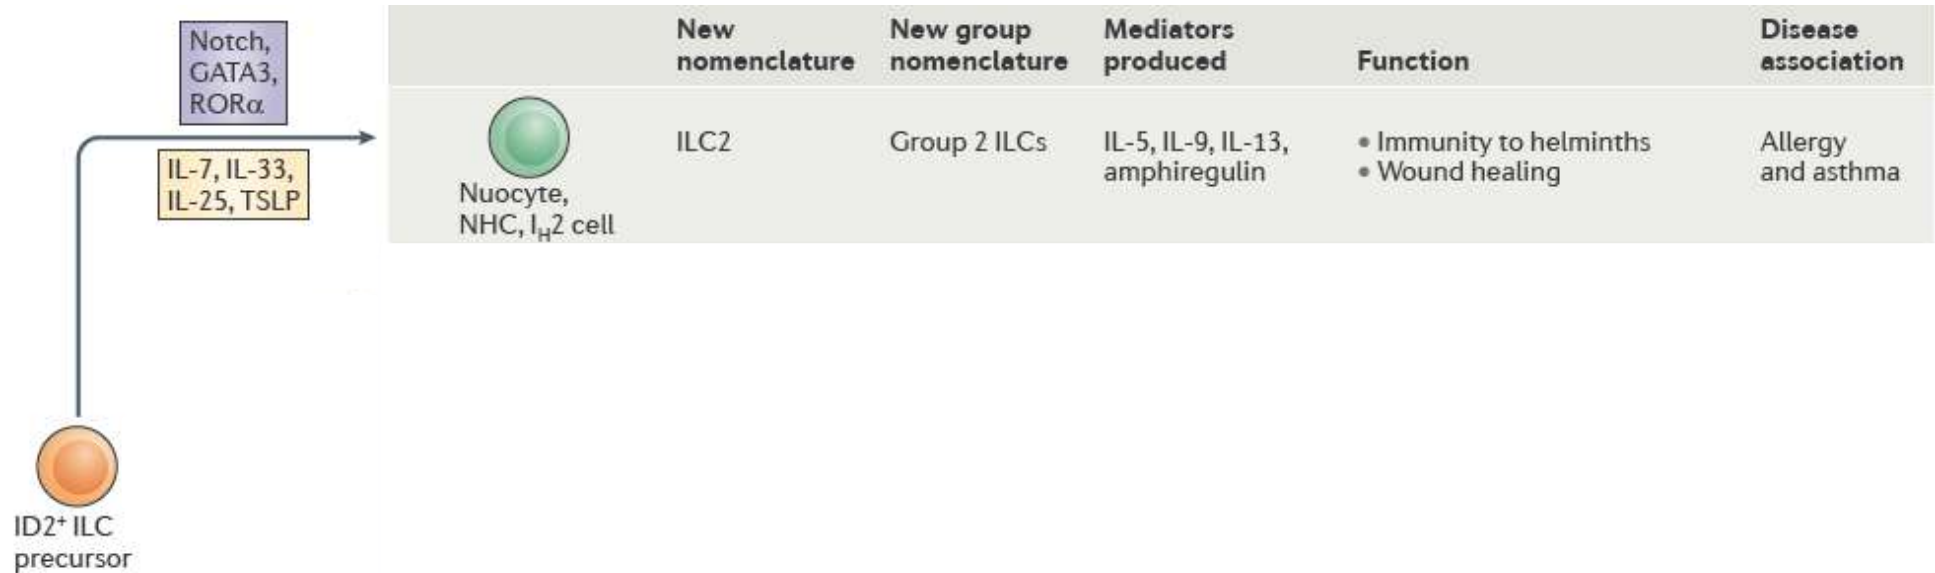 Notch,
GATA3,
RORα
IL-7, IL-33,
IL-25, TSLP
ID2⁺ ILC
precursor
New
nomenclature
New group
nomenclature
Mediators
produced
Function
Disease
association
Nuocyte,
NHC, I_H2 cell
ILC2
Group 2 ILCs
IL-5, IL-9, IL-13,
amphiregulin
• Immunity to helminths
• Wound healing
Allergy
and asthma